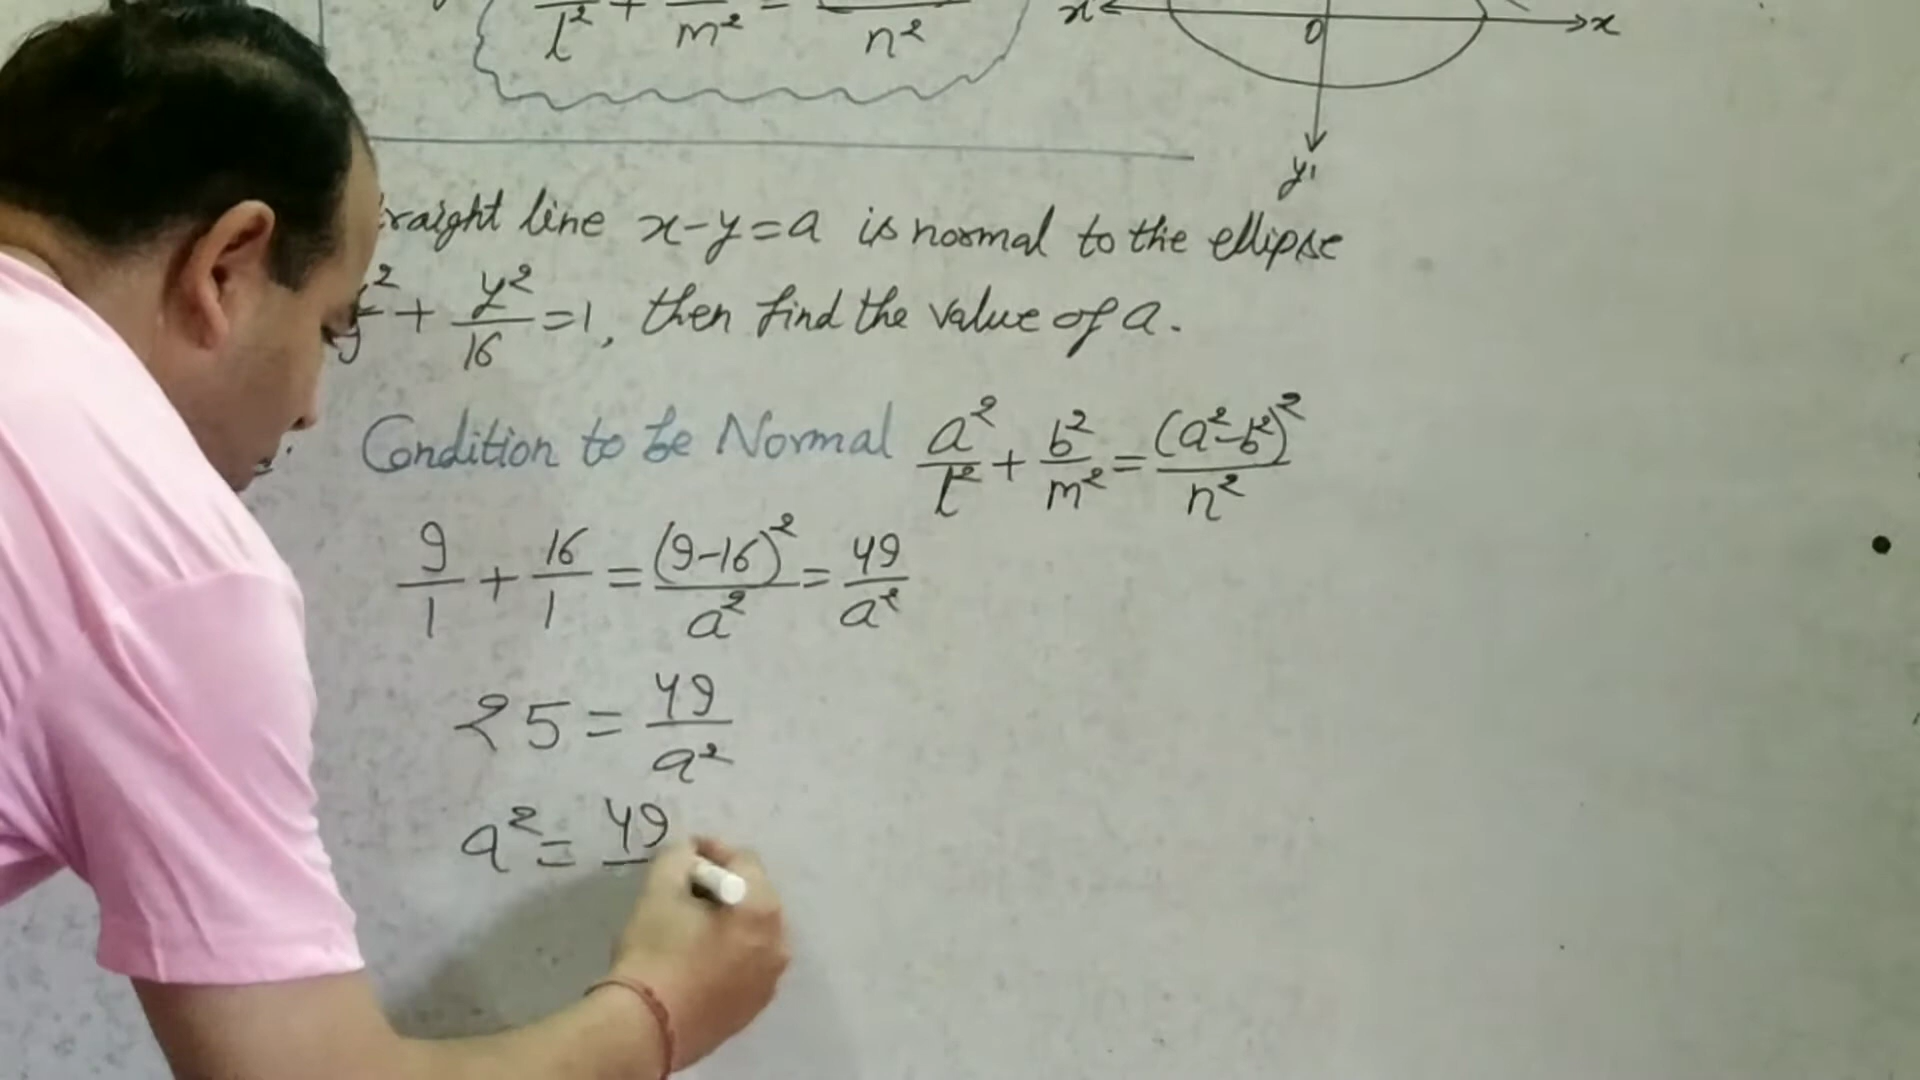 l² + m² = n²
x' O x
y'
raight line x-y=a is normal to the ellipse
x²/9 + y²/16 =1, then find the value of a.
Condition to be Normal a²/l² + b²/m² = (a²-b²)²/n²
9/1 + 16/1 = (9-16)²/a² = 49/a²
25 = 49/a²
a² = 49